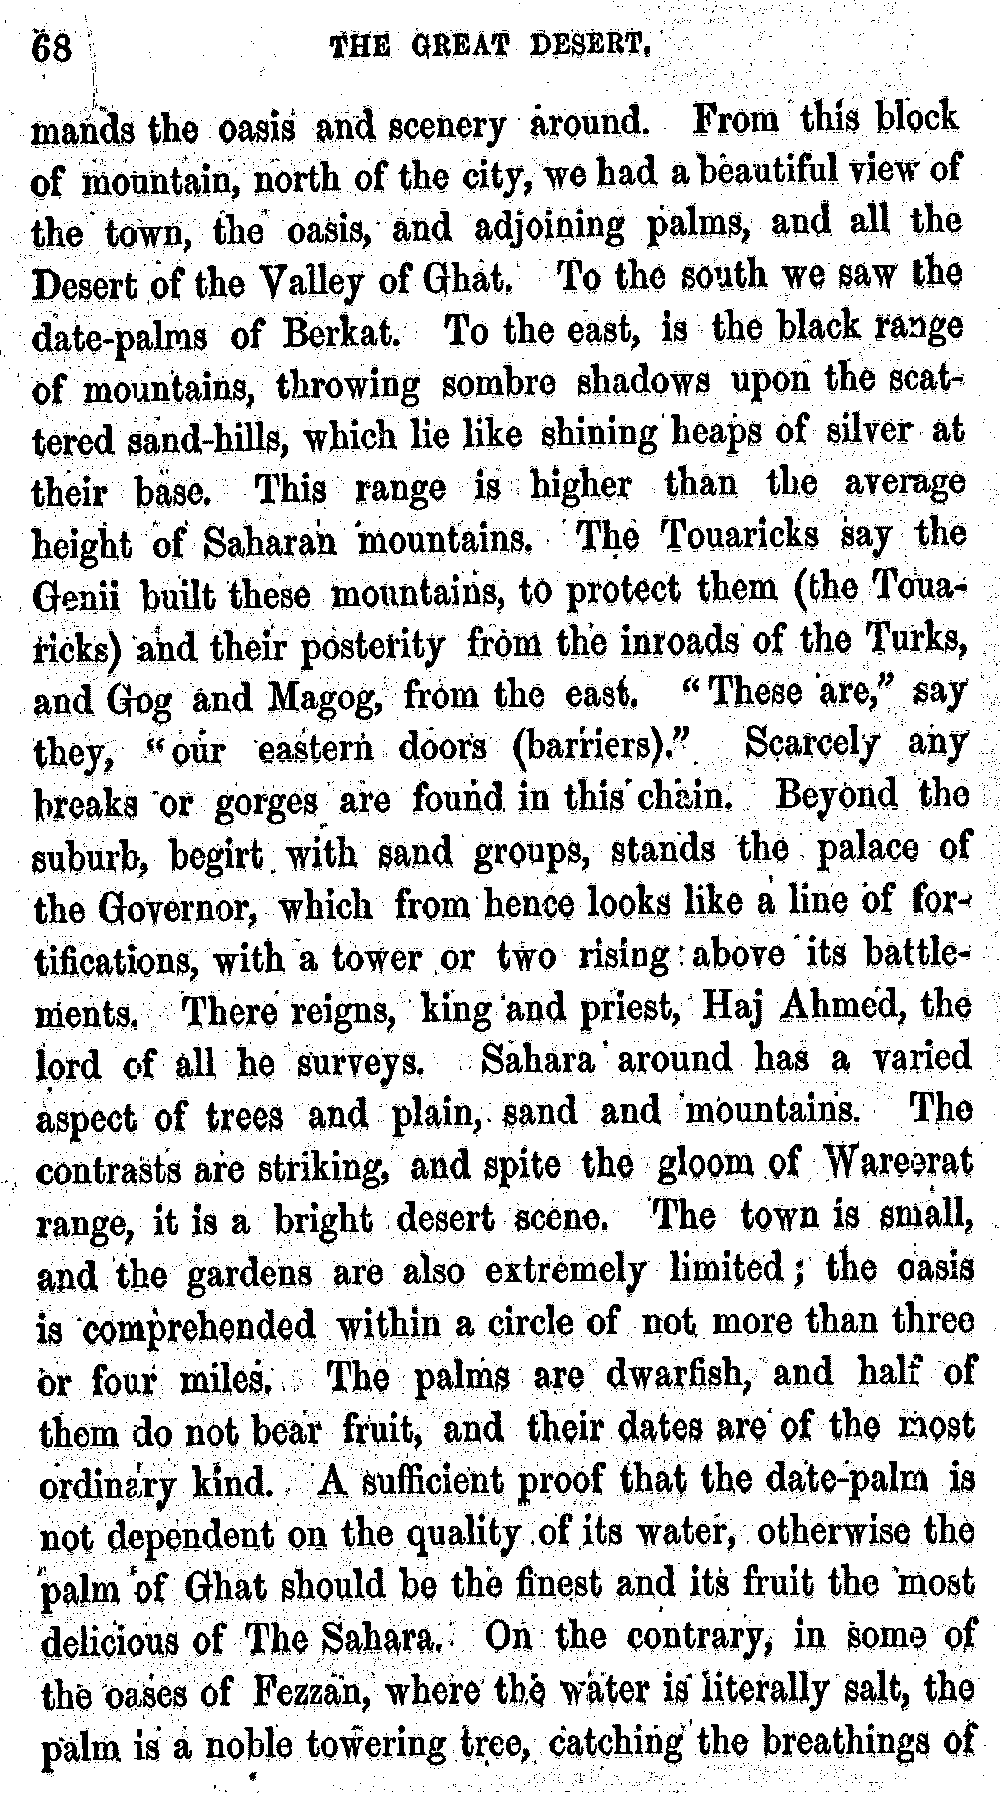 68 THE GREAT DESERT.
mands the oasis and scenery around. From this block
of mountain, north of the city, we had a beautiful view of
the town, the oasis, and adjoining palms, and all the
Desert of the Valley of Ghat. To the south we saw the
date-palms of Berkat. To the east, is the black range
of mountains, throwing sombre shadows upon the scat-
tered sand-hills, which lie like shining heaps of silver at
their base. This range is higher than the average
height of Saharan mountains. The Touaricks say the
Genii built these mountains, to protect them (the Toua-
ricks) and their posterity from the inroads of the Turks,
and Gog and Magog, from the east. “These are,” say
they, “our eastern doors (barriers).” Scarcely any
breaks or gorges are found in this chain. Beyond the
suburb, begirt with sand groups, stands the palace of
the Governor, which from hence looks like a line of for-
tifications, with a tower or two rising above its battle-
ments. There reigns, king and priest, Haj Ahmed, the
lord of all he surveys. Sahara around has a varied
aspect of trees and plain, sand and mountains. The
contrasts are striking, and spite the gloom of Wareerat
range, it is a bright desert scene. The town is small,
and the gardens are also extremely limited; the oasis
is comprehended within a circle of not more than three
or four miles. The palms are dwarfish, and half of
them do not bear fruit, and their dates are of the most
ordinary kind. A sufficient proof that the date-palm is
not dependent on the quality of its water, otherwise the
palm of Ghat should be the finest and its fruit the most
delicious of The Sahara. On the contrary, in some of
the oases of Fezzan, where the water is literally salt, the
palm is a noble towering tree, catching the breathings of